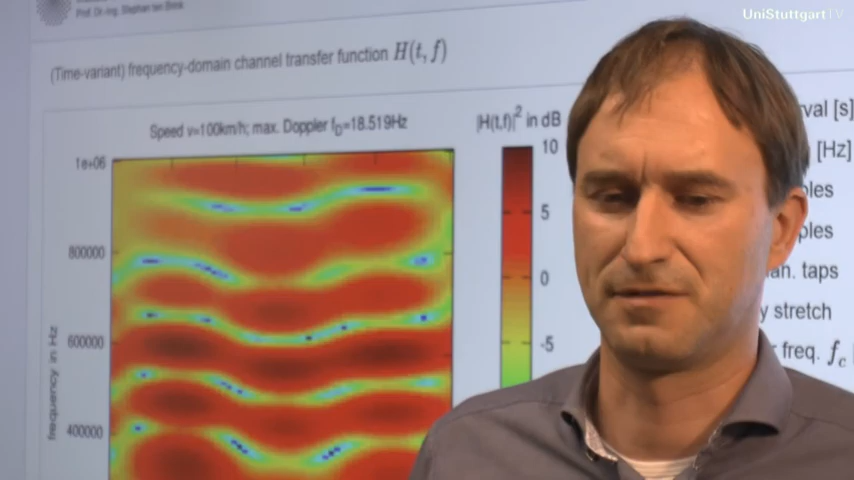 Prof. Dr.-Ing. Stephan ten Brink
UniStuttgartTV
(Time-variant) frequency-domain channel transfer function H(t, f)
Speed v=100km/h; max. Doppler f_D=18.519Hz
|H(t,f)|² in dB
1e+06
800000
600000
400000
frequency in Hz
10
5
0
-5
rval [s]
[Hz]
ples
ples
an. taps
y stretch
freq. f_c